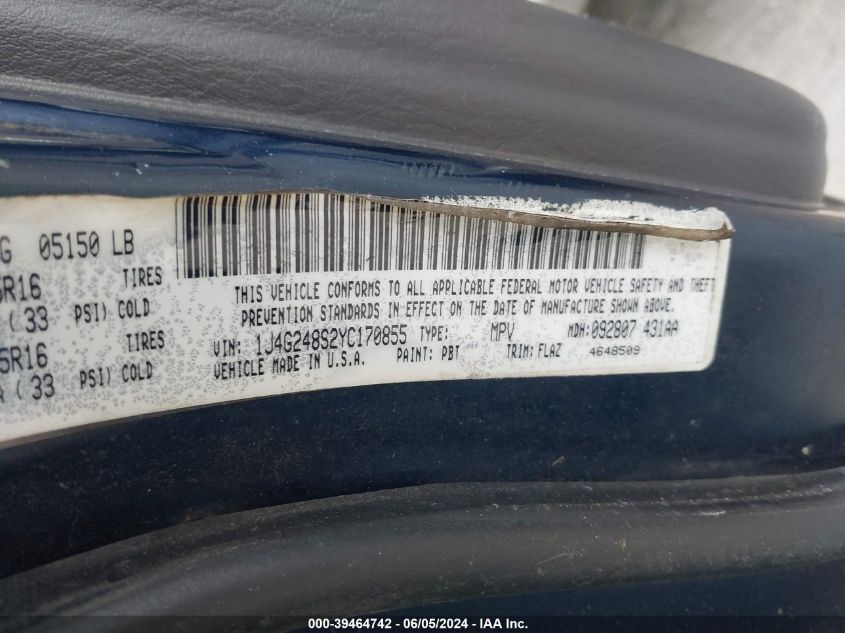 G 05150 LB
5R16 TIRES
(33 PSI) COLD
5R16
(33 PSI) COLD
THIS VEHICLE CONFORMS TO ALL APPLICABLE FEDERAL MOTOR VEHICLE SAFETY AND THEFT
PREVENTION STANDARDS IN EFFECT ON THE DATE OF MANUFACTURE SHOWN ABOVE.
VIN: 1J4G248S2YC170855 TYPE: MPV MDH: 092807 431AA
VEHICLE MADE IN U.S.A. PAINT: PBT TRIM: FLAZ 4648509
000-39464742 - 06/05/2024 - IAA Inc.